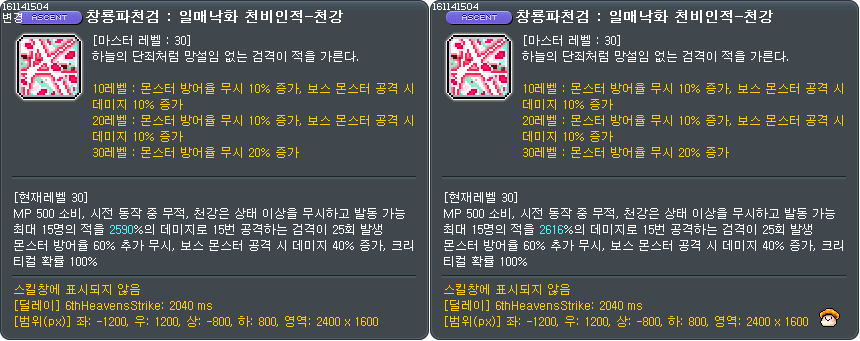 161141504
변경
ASCENT
창룡파천검 : 일매낙화 천비인적-천강
[마스터 레벨 : 30]
하늘의 단죄처럼 망설임 없는 검격이 적을 가른다.
10레벨 : 몬스터 방어율 무시 10% 증가, 보스 몬스터 공격 시
데미지 10% 증가
20레벨 : 몬스터 방어율 무시 10% 증가, 보스 몬스터 공격 시
데미지 10% 증가
30레벨 : 몬스터 방어율 무시 20% 증가
[현재레벨 30]
MP 500 소비, 시전 동작 중 무적, 천강은 상태 이상을 무시하고 발동 가능
최대 15명의 적을 2590%의 데미지로 15번 공격하는 검격이 25회 발생
몬스터 방어율 60% 추가 무시, 보스 몬스터 공격 시 데미지 40% 증가, 크리
티컬 확률 100%
스킬창에 표시되지 않음
[딜레이] 6thHeavensStrike: 2040 ms
[범위(px)] 좌: -1200, 우: 1200, 상: -800, 하: 800, 영역: 2400 x 1600
161141504
ASCENT
창룡파천검 : 일매낙화 천비인적-천강
[마스터 레벨 : 30]
하늘의 단죄처럼 망설임 없는 검격이 적을 가른다.
10레벨 : 몬스터 방어율 무시 10% 증가, 보스 몬스터 공격 시
데미지 10% 증가
20레벨 : 몬스터 방어율 무시 10% 증가, 보스 몬스터 공격 시
데미지 10% 증가
30레벨 : 몬스터 방어율 무시 20% 증가
[현재레벨 30]
MP 500 소비, 시전 동작 중 무적, 천강은 상태 이상을 무시하고 발동 가능
최대 15명의 적을 2616%의 데미지로 15번 공격하는 검격이 25회 발생
몬스터 방어율 60% 추가 무시, 보스 몬스터 공격 시 데미지 40% 증가, 크리
티컬 확률 100%
스킬창에 표시되지 않음
[딜레이] 6thHeavensStrike: 2040 ms
[범위(px)] 좌: -1200, 우: 1200, 상: -800, 하: 800, 영역: 2400 x 1600